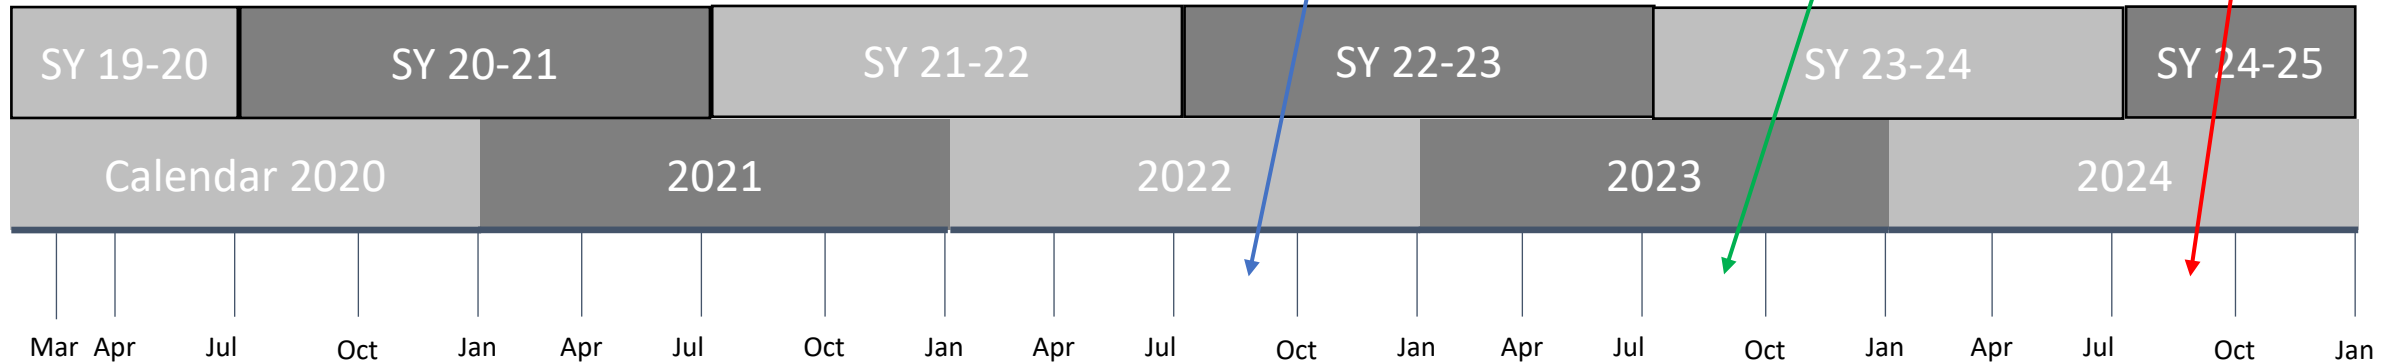 SY 19-20 SY 20-21 SY 21-22 SY 22-23 SY 23-24 SY 24-25
Calendar 2020 2021 2022 2023 2024
Mar Apr Jul Oct Jan Apr Jul Oct Jan Apr Jul Oct Jan Apr Jul Oct Jan Apr Jul Oct Jan